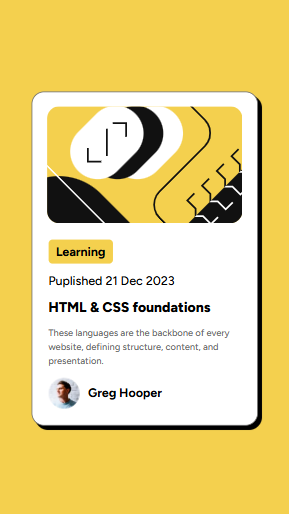 Learning
Puplished 21 Dec 2023
HTML & CSS foundations
These languages are the backbone of every
website, defining structure, content, and
presentation.
Greg Hooper